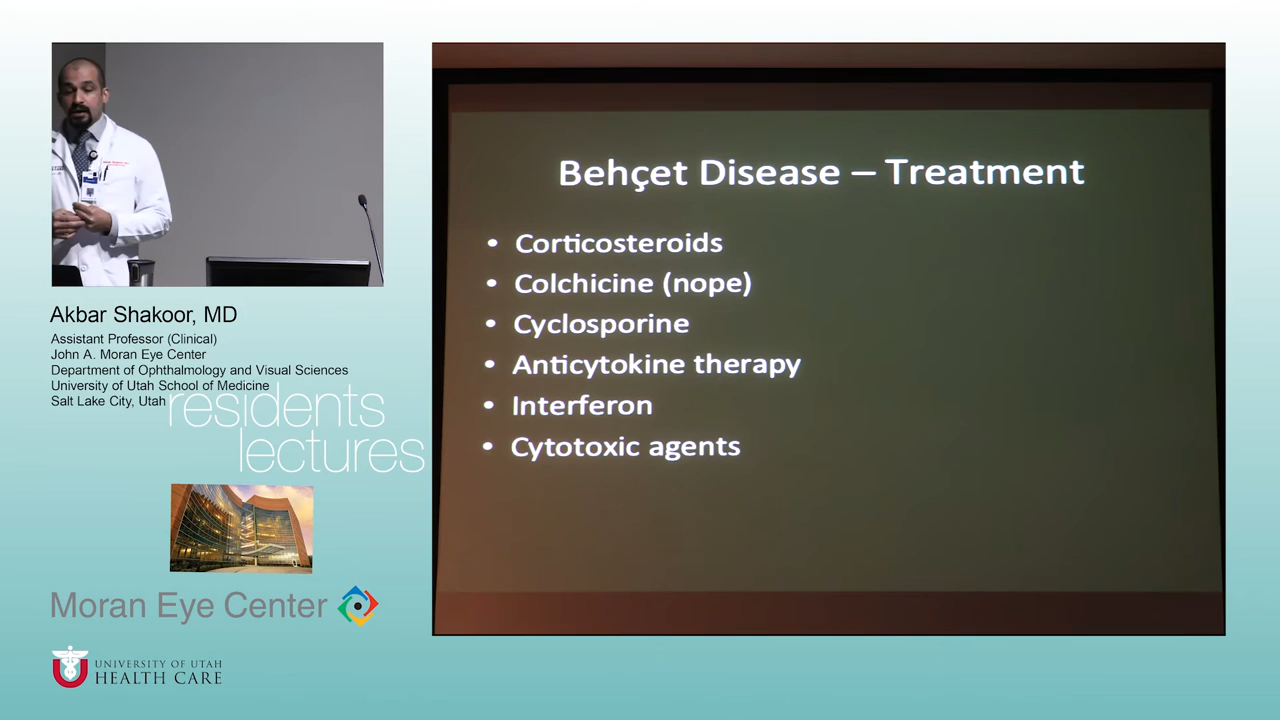 Behçet Disease – Treatment
• Corticosteroids
• Colchicine (nope)
• Cyclosporine
• Anticytokine therapy
• Interferon
• Cytotoxic agents
Akbar Shakoor, MD
Assistant Professor (Clinical)
John A. Moran Eye Center
Department of Ophthalmology and Visual Sciences
University of Utah School of Medicine
Salt Lake City, Utah
residents
lectures
Moran Eye Center
UNIVERSITY OF UTAH
HEALTH CARE